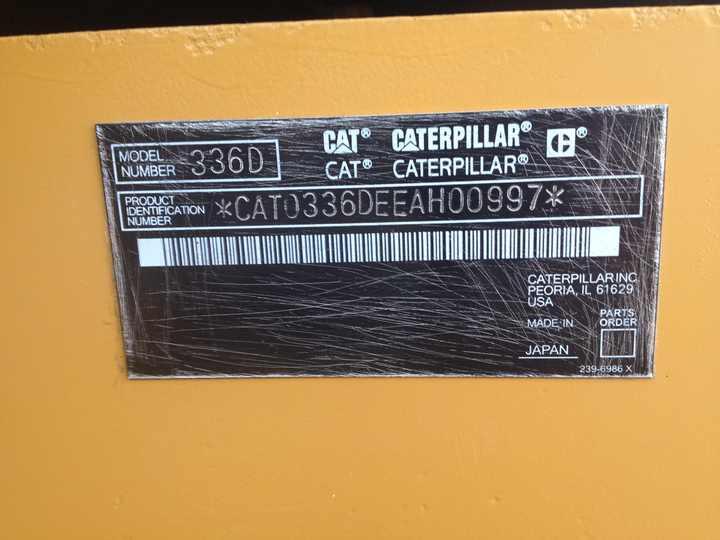 MODEL NUMBER 336D
CAT® CATERPILLAR® ®
CAT® CATERPILLAR®
PRODUCT IDENTIFICATION NUMBER *CAT0336DEEAH00997*
CATERPILLAR INC
PEORIA, IL 61629
USA
PARTS ORDER
MADE IN
JAPAN
239-6986 X